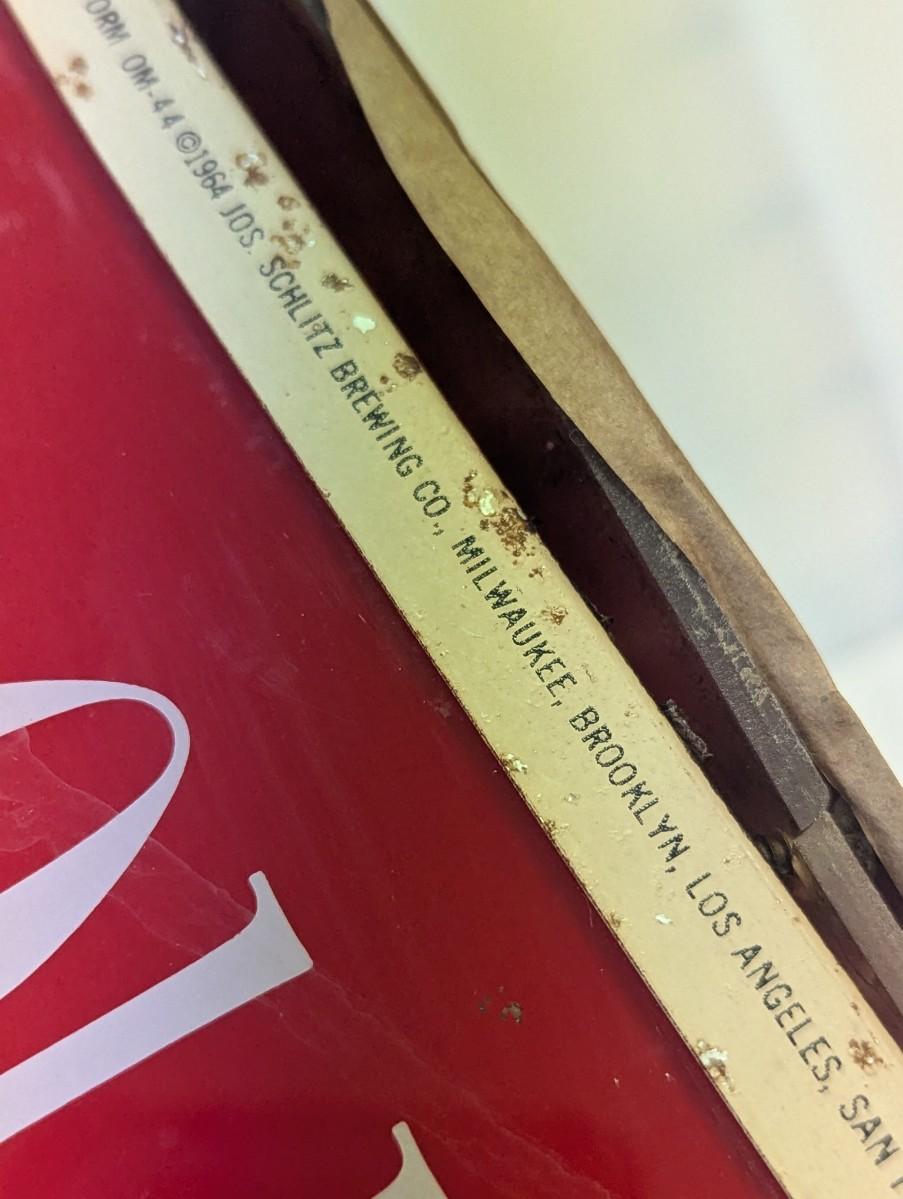 ORM OM-44 ©1964 JOS. SCHLITZ BREWING CO., MILWAUKEE, BROOKLYN, LOS ANGELES, SAN